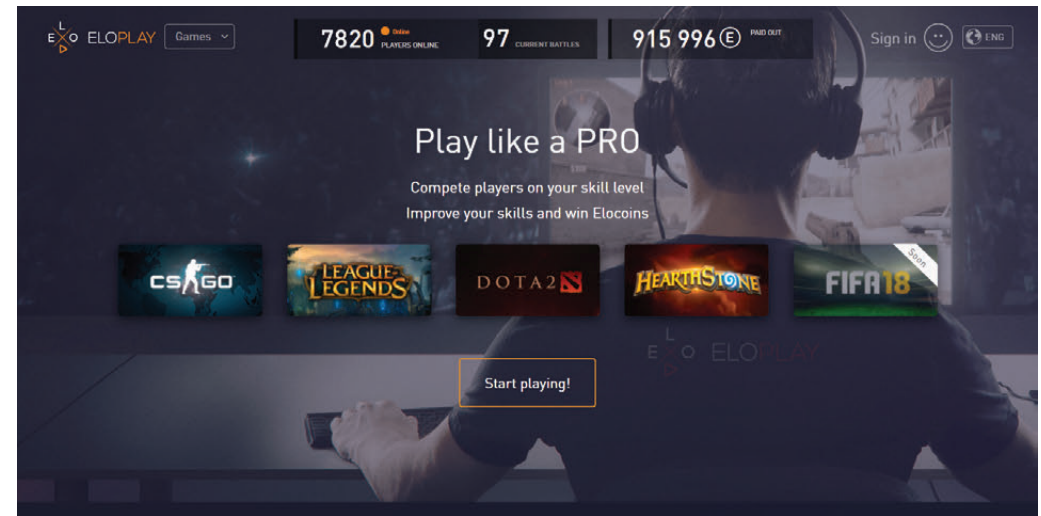 E L O ELOPLAY Games
7820 Online PLAYERS ONLINE 97 CURRENT BATTLES 915 996 E PAID OUT
Sign in ENG
Play like a PRO
Compete players on your skill level
Improve your skills and win Elocoins
CS GO
LEAGUE OF LEGENDS
DOTA 2
HEARTHSTONE
FIFA 18 Soon
E L O ELOPLAY
Start playing!